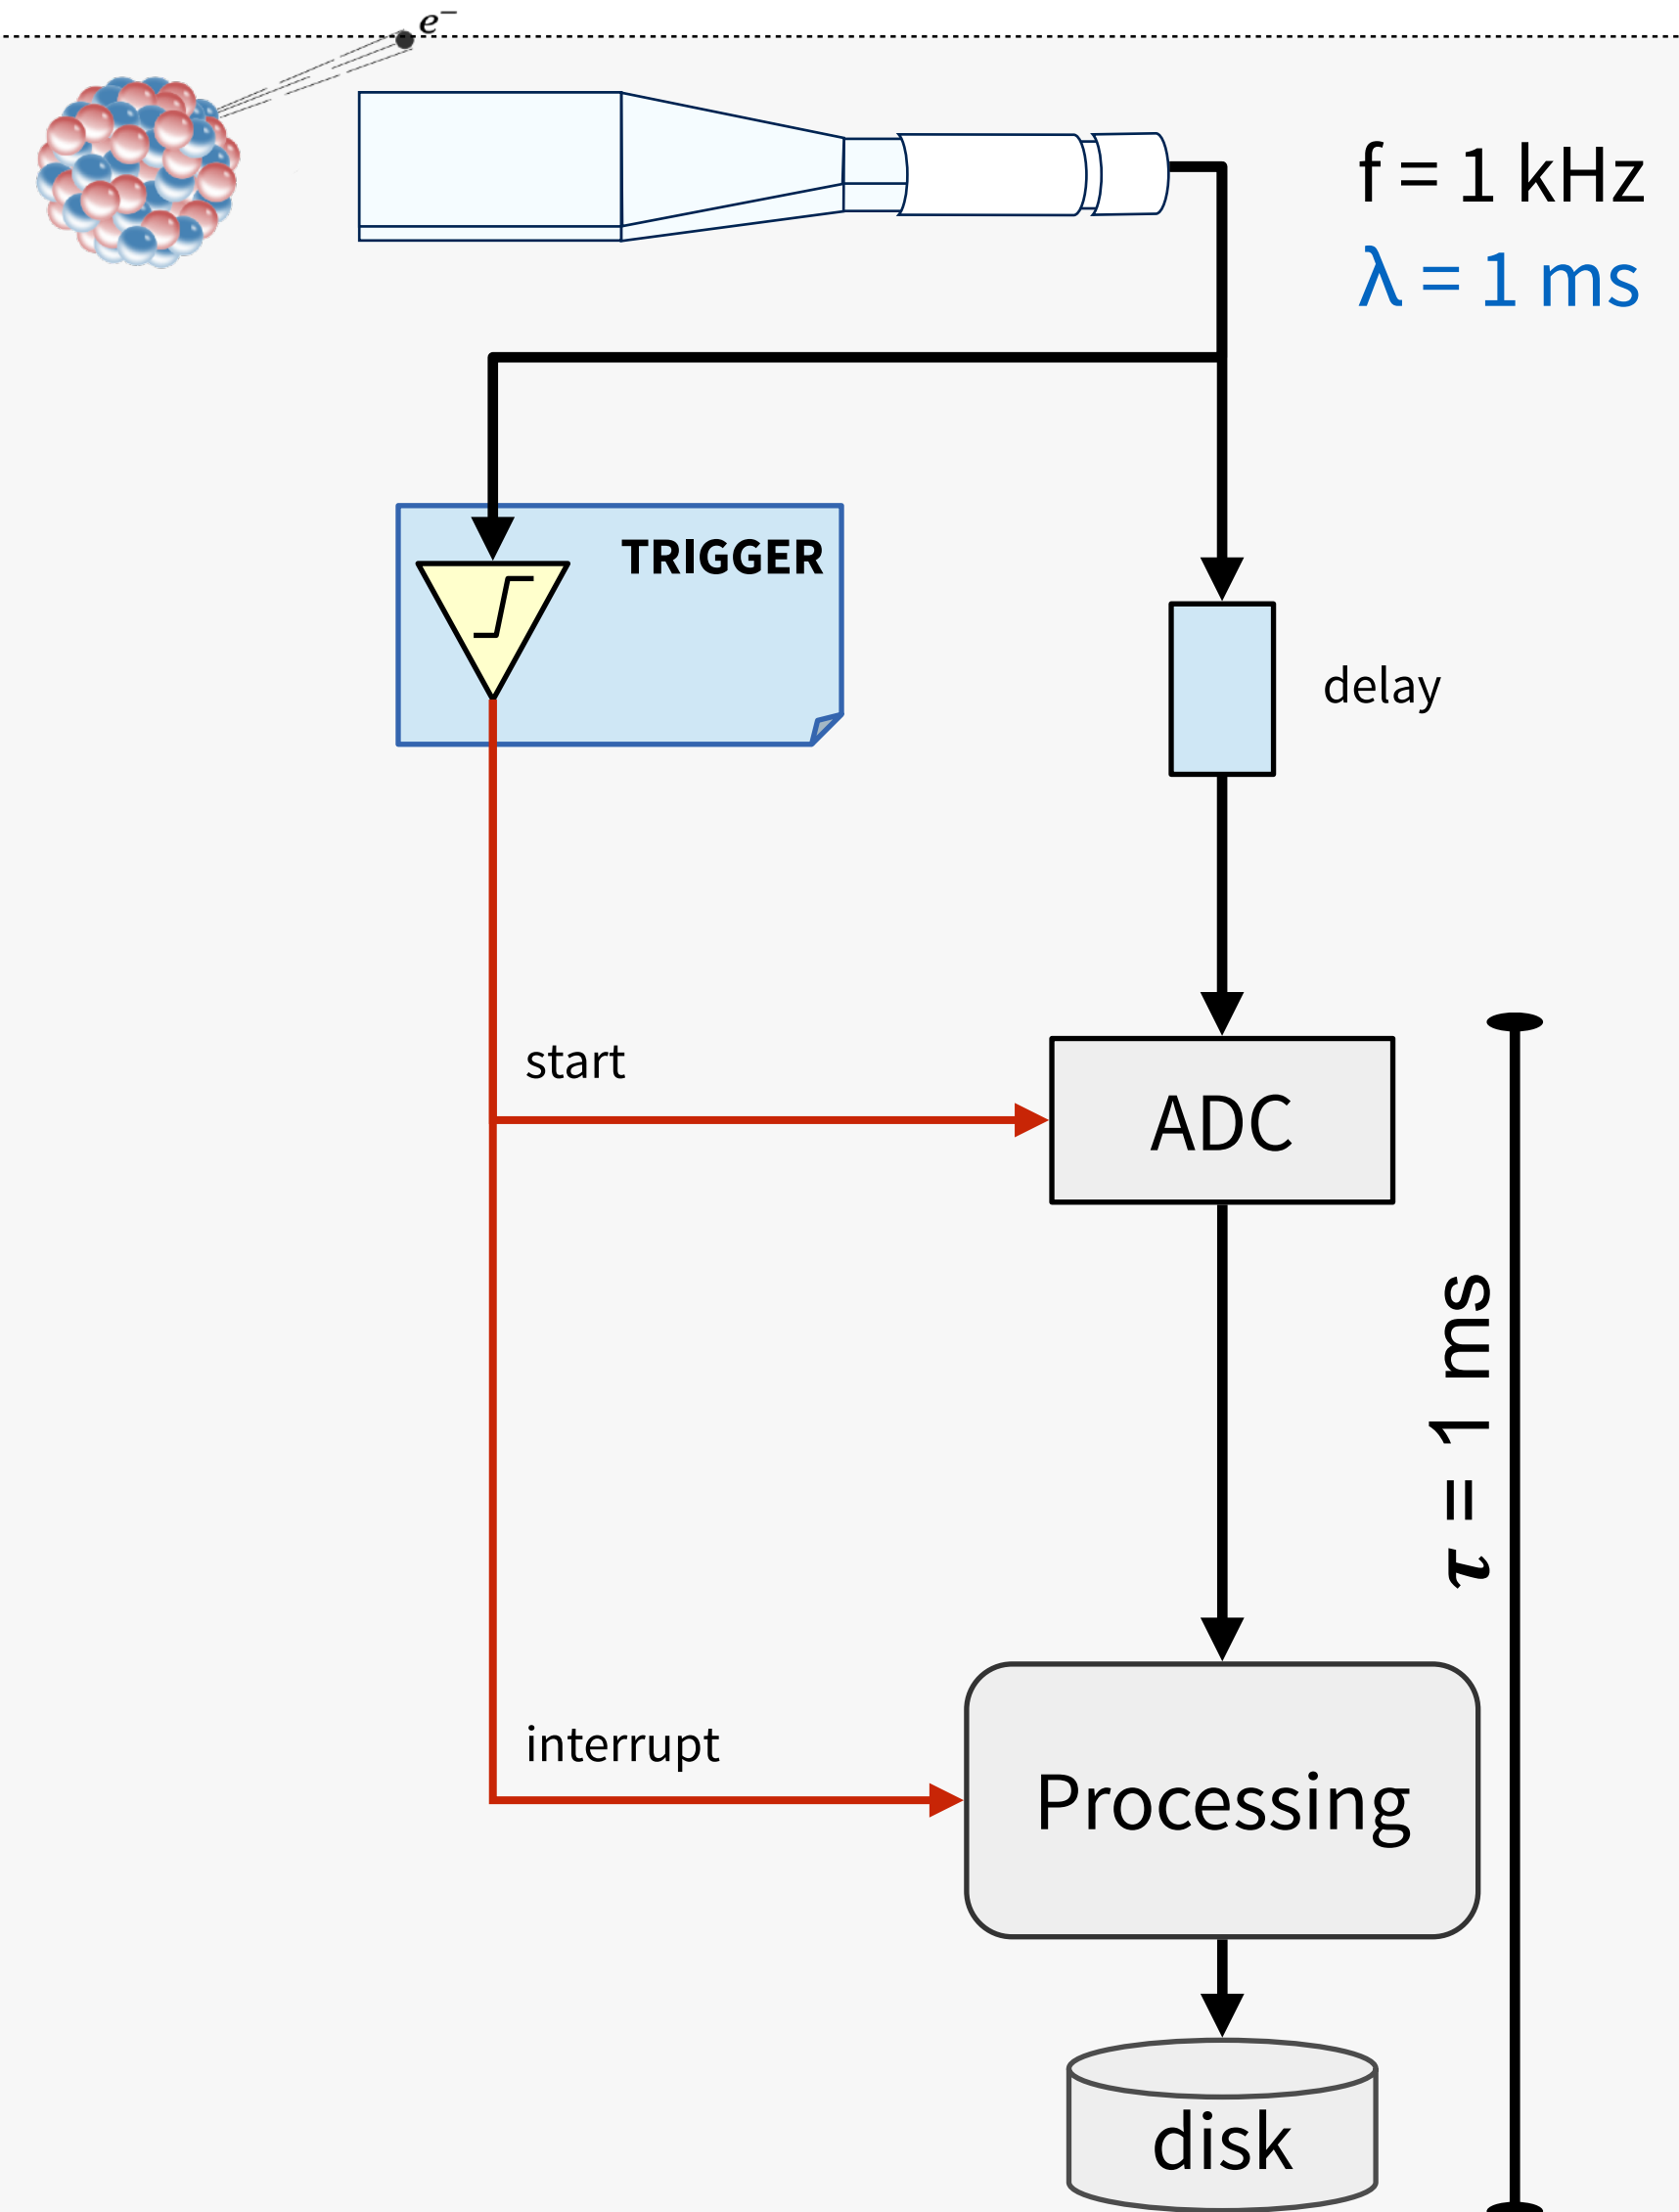 e⁻
f = 1 kHz
λ = 1 ms
TRIGGER
delay
start
ADC
τ = 1 ms
interrupt
Processing
disk